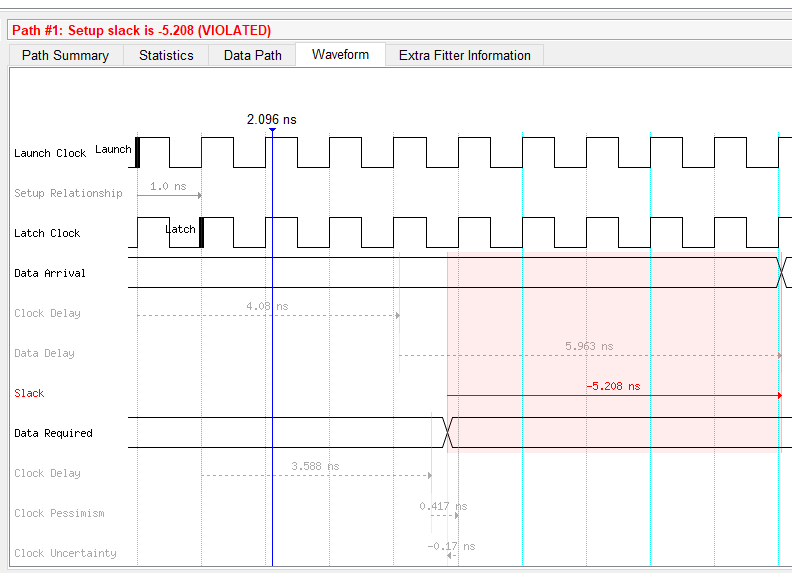 Path #1: Setup slack is -5.208 (VIOLATED)
Path Summary Statistics Data Path Waveform Extra Fitter Information
2.096 ns
Launch Clock Launch
Setup Relationship 1.0 ns
Latch Clock Latch
Data Arrival
Clock Delay 4.08 ns
Data Delay 5.963 ns
Slack -5.208 ns
Data Required
Clock Delay 3.588 ns
Clock Pessimism 0.417 ns
Clock Uncertainty -0.17 ns